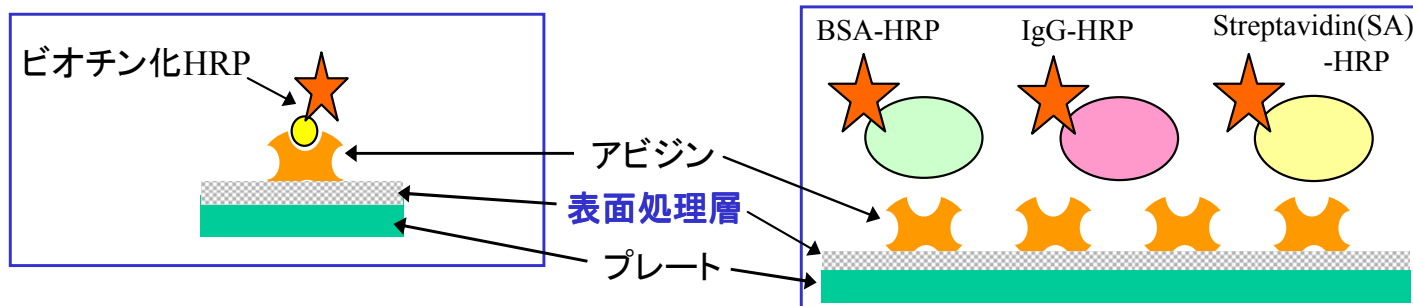 ビオチン化HRP
アビジン
表面処理層
プレート
BSA-HRP
IgG-HRP
Streptavidin(SA)
-HRP